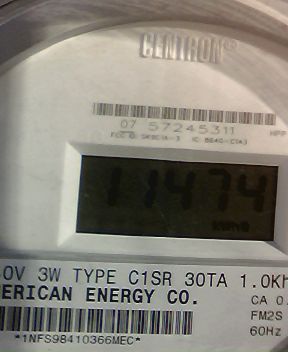 CENTRON®
07 57245311
11474
0V 3W TYPE C1SR 30TA 1.0Kh
ERICAN ENERGY CO.
CA 0.
FM2S
60Hz
*1NFS98410366MEC*